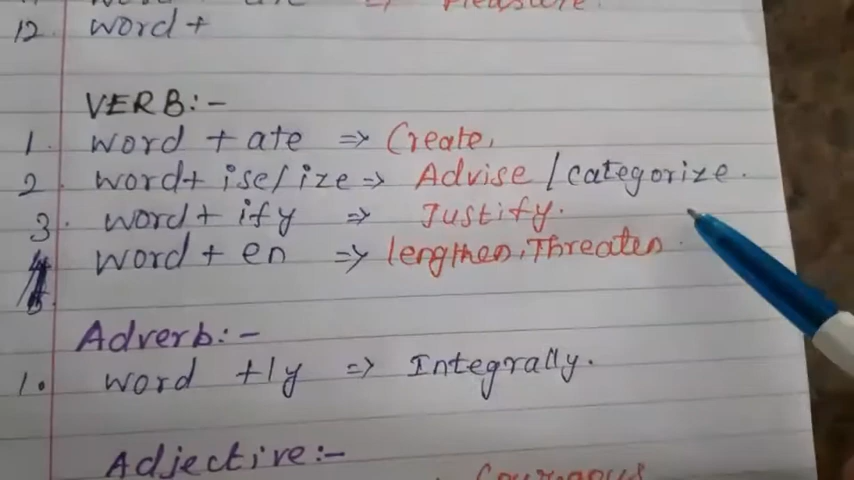 12. word +
VERB:-
1. word + ate => Create,
2. word + ise/ize => Advise / categorize.
3. word + ify => Justify.
word + en => lengthen, Threaten.
Adverb:-
1. word + ly => Integrally.
Adjective:-